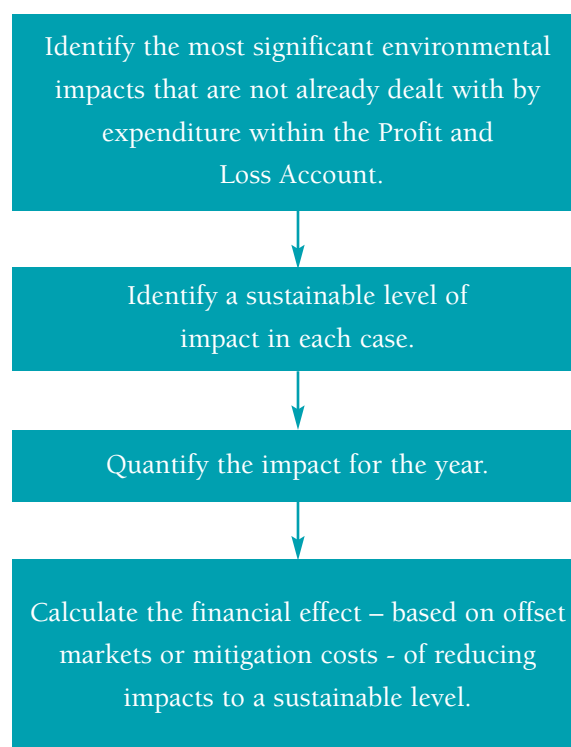 Identify the most significant environmental
impacts that are not already dealt with by
expenditure within the Profit and
Loss Account.
Identify a sustainable level of
impact in each case.
Quantify the impact for the year.
Calculate the financial effect – based on offset
markets or mitigation costs - of reducing
impacts to a sustainable level.